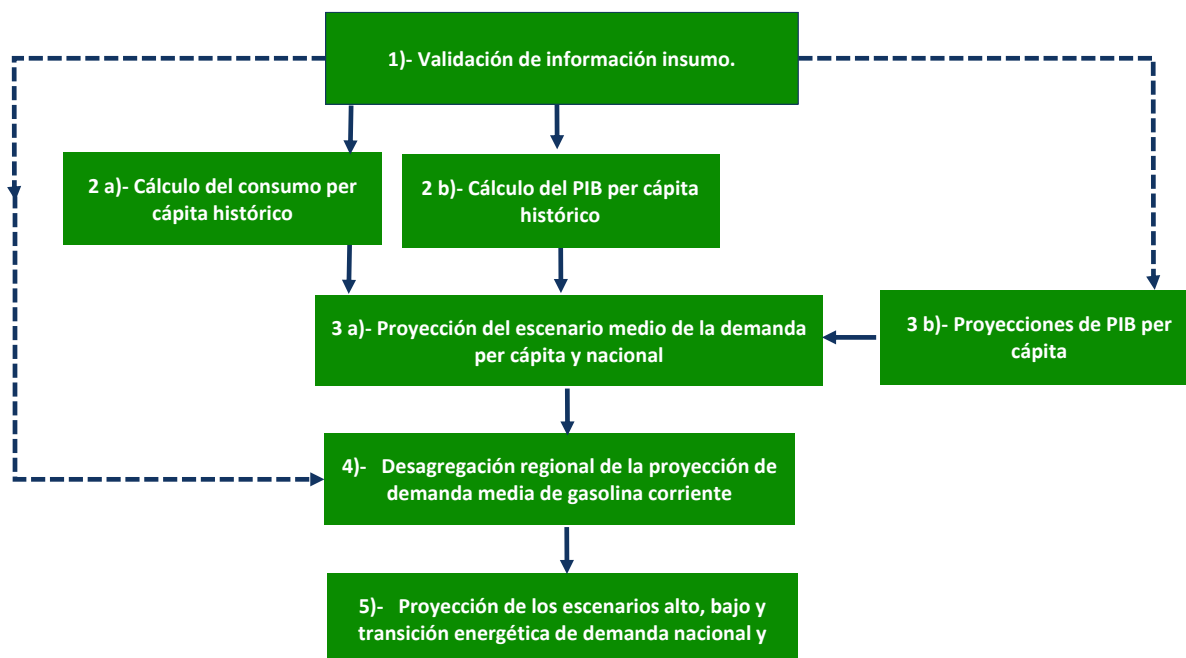 1)- Validación de información insumo.
2 a)- Cálculo del consumo per
cápita histórico
2 b)- Cálculo del PIB per cápita
histórico
3 a)- Proyección del escenario medio de la demanda
per cápita y nacional
3 b)- Proyecciones de PIB per
cápita
4)- Desagregación regional de la proyección de
demanda media de gasolina corriente
5)- Proyección de los escenarios alto, bajo y
transición energética de demanda nacional y